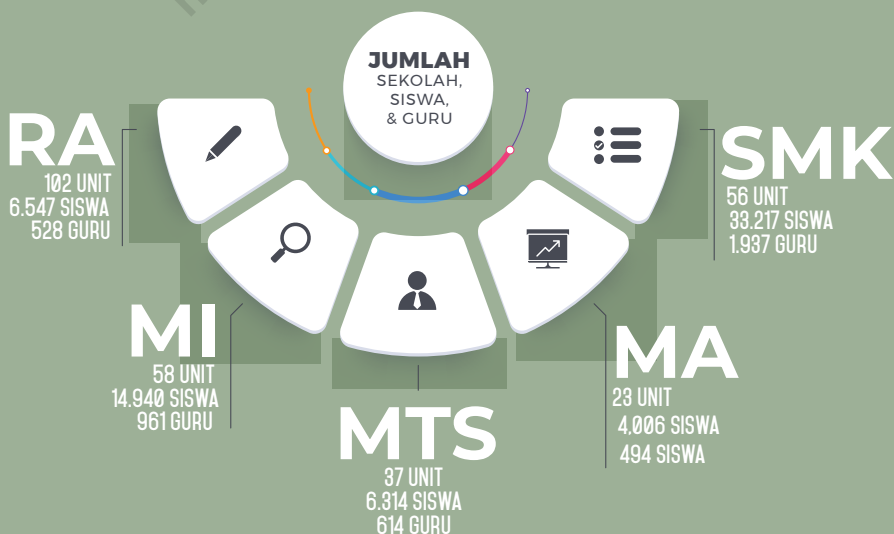 JUMLAH
SEKOLAH,
SISWA,
& GURU
RA
102 UNIT
6.547 SISWA
528 GURU
MI
58 UNIT
14.940 SISWA
961 GURU
MTS
37 UNIT
6.314 SISWA
614 GURU
MA
23 UNIT
4,006 SISWA
494 SISWA
SMK
56 UNIT
33.217 SISWA
1.937 GURU